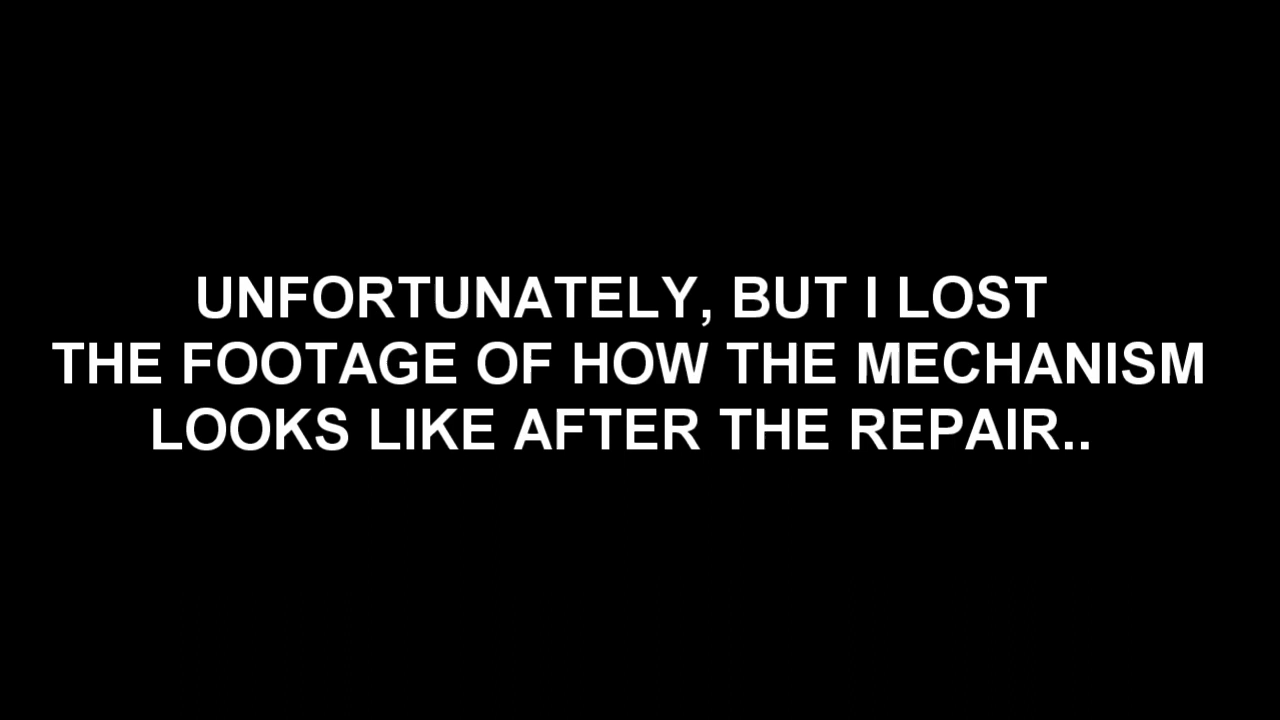 UNFORTUNATELY, BUT I LOST
THE FOOTAGE OF HOW THE MECHANISM
LOOKS LIKE AFTER THE REPAIR..